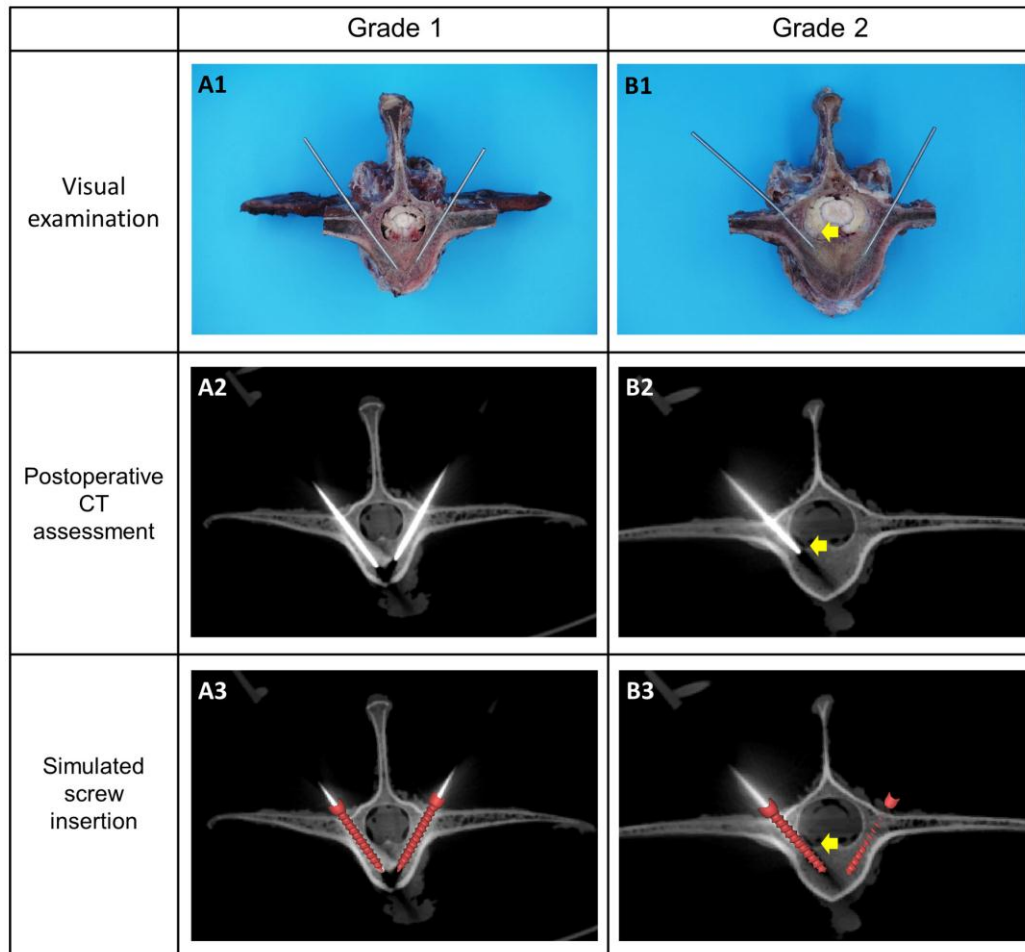 Grade 1
Grade 2
Visual
examination
A1
B1
Postoperative
CT
assessment
A2
B2
Simulated
screw
insertion
A3
B3